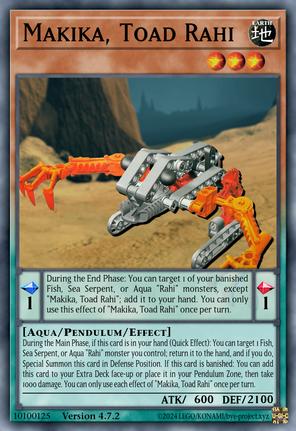 Makika, Toad Rahi
EARTH
地
During the End Phase: You can target 1 of your banished
Fish, Sea Serpent, or Aqua "Rahi" monsters, except
"Makika, Toad Rahi"; add it to your hand. You can only
use this effect of "Makika, Toad Rahi" once per turn.
1
1
[Aqua/Pendulum/Effect]
During the Main Phase, if this card is in your hand (Quick Effect): You can target 1 Fish,
Sea Serpent, or Aqua "Rahi" monster you control; return it to the hand, and if you do,
Special Summon this card in Defense Position. If this card is banished: You can add this
card to your Extra Deck face-up or place it in your Pendulum Zone, then take
1000 damage. You can only use each effect of "Makika, Toad Rahi" once per turn.
ATK/ 600 DEF/2100
10100125 Version 4.7.2 ©2024 LEGO/KONAMI/bye-project.xyz